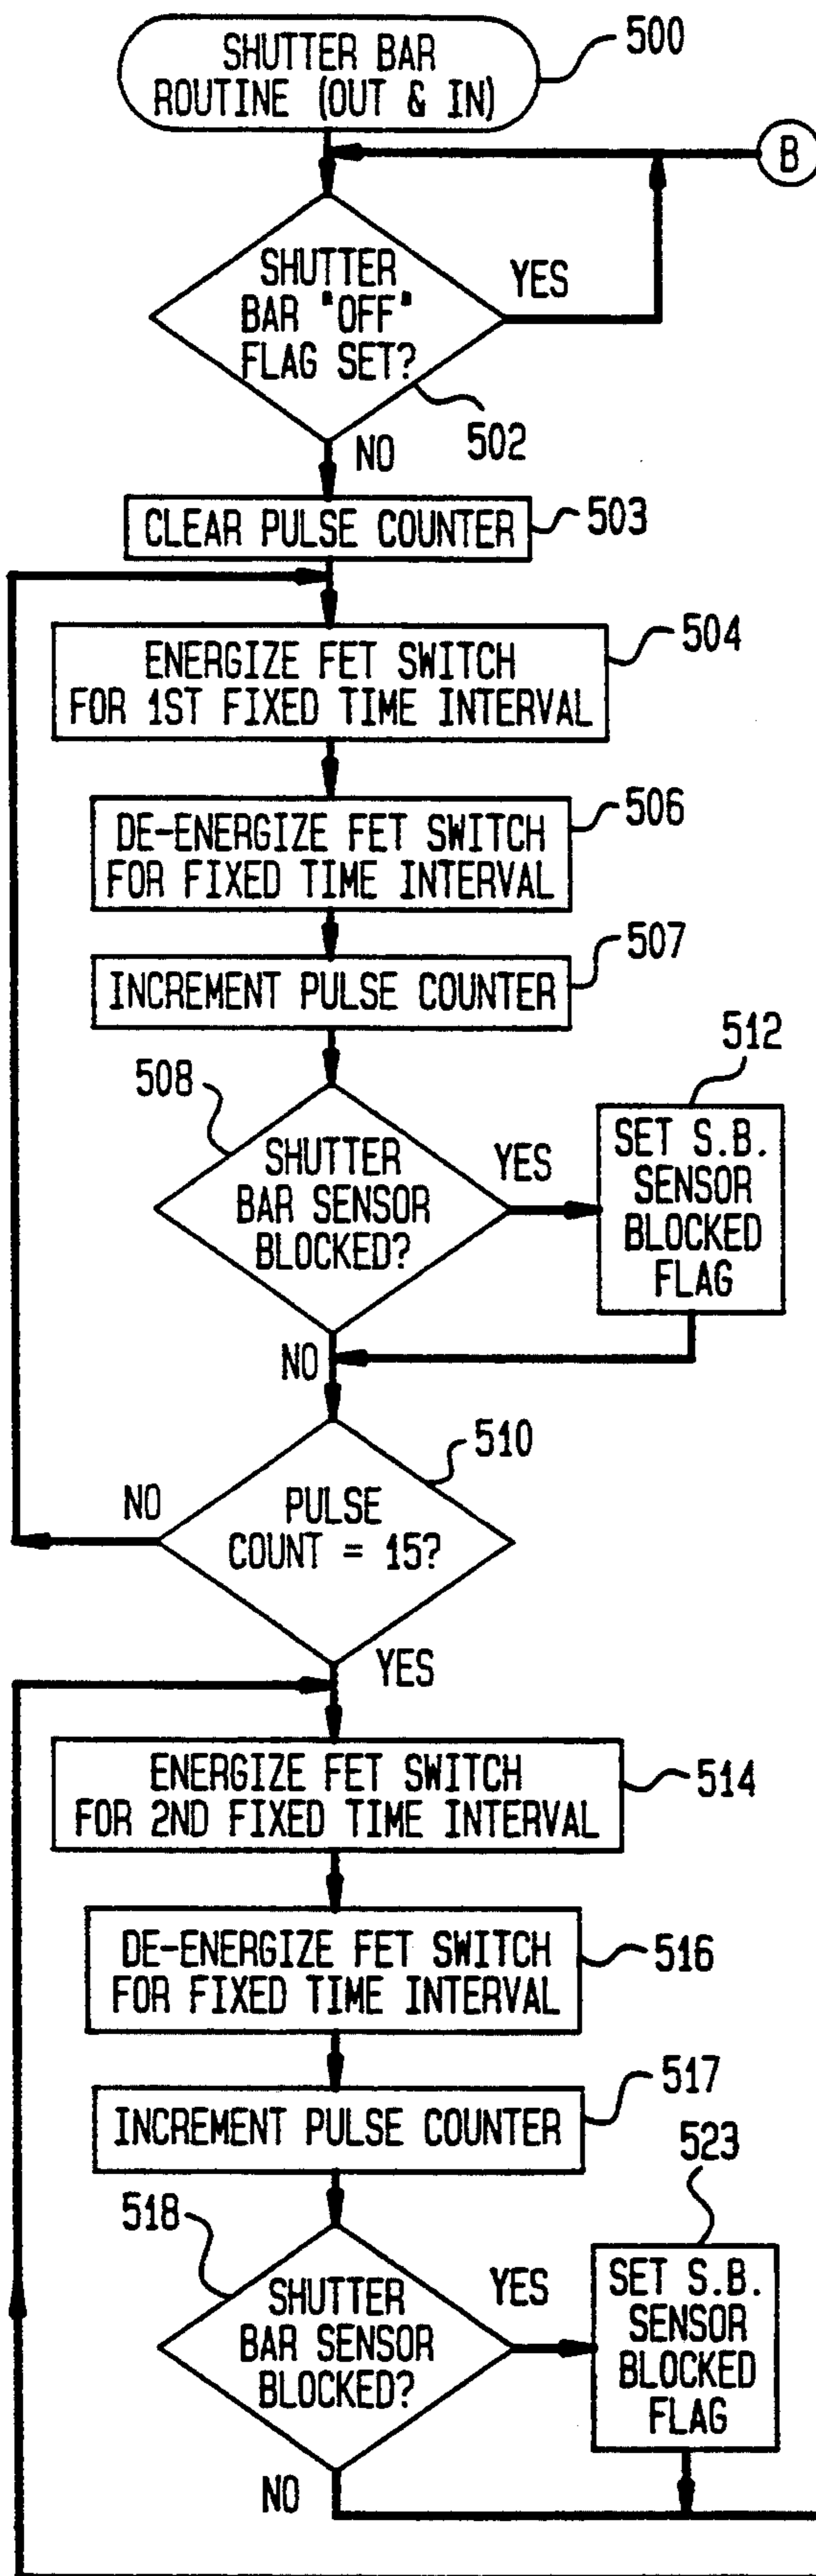 SHUTTER BAR
ROUTINE (OUT & IN)
500
B
SHUTTER
BAR "OFF"
FLAG SET?
YES
502
NO
CLEAR PULSE COUNTER
503
ENERGIZE FET SWITCH
FOR 1ST FIXED TIME INTERVAL
504
DE-ENERGIZE FET SWITCH
FOR FIXED TIME INTERVAL
506
INCREMENT PULSE COUNTER
507
508
SHUTTER
BAR SENSOR
BLOCKED?
YES
512
SET S.B.
SENSOR
BLOCKED
FLAG
NO
510
PULSE
COUNT = 15?
NO
YES
ENERGIZE FET SWITCH
FOR 2ND FIXED TIME INTERVAL
514
DE-ENERGIZE FET SWITCH
FOR FIXED TIME INTERVAL
516
INCREMENT PULSE COUNTER
517
518
SHUTTER
BAR SENSOR
BLOCKED?
YES
523
SET S.B.
SENSOR
BLOCKED
FLAG
NO